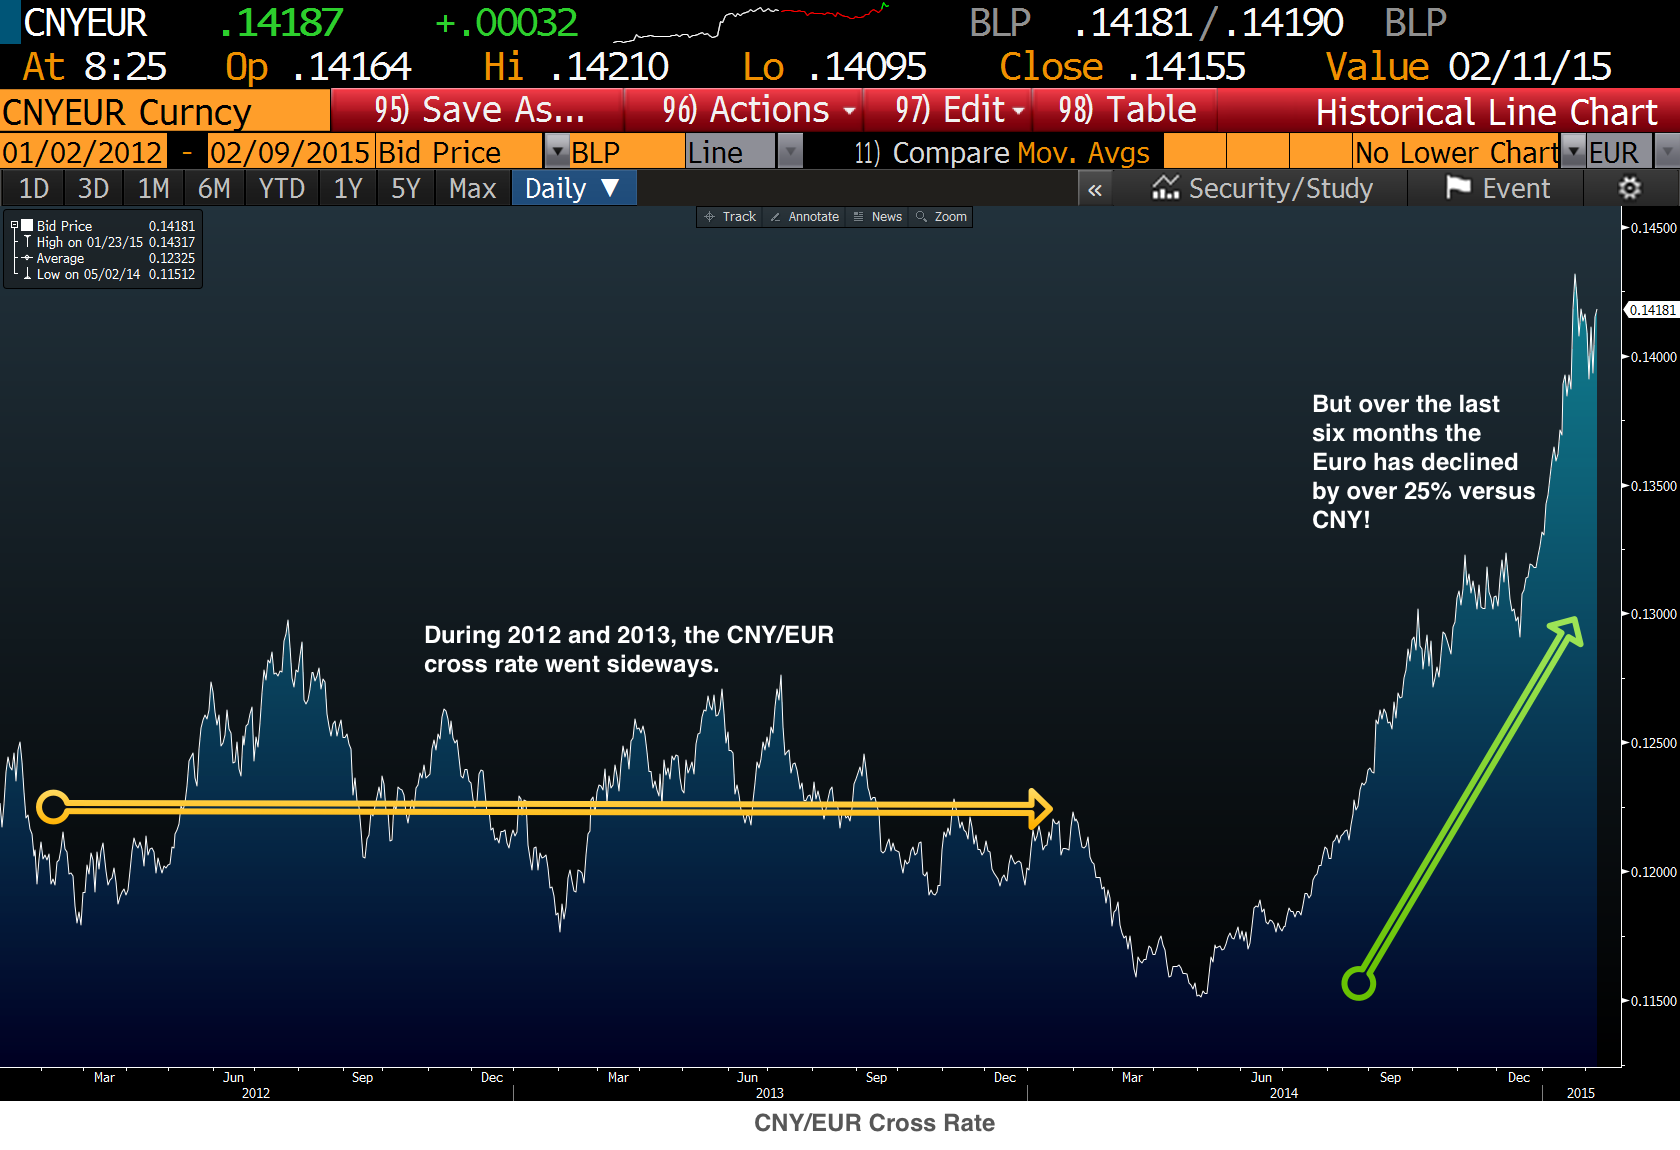 CNYEUR .14187 +.00032 BLP .14181/.14190 BLP
At 8:25 Op .14164 Hi .14210 Lo .14095 Close .14155 Value 02/11/15
CNYEUR Curncy 95) Save As... 96) Actions 97) Edit 98) Table Historical Line Chart
01/02/2012 - 02/09/2015 Bid Price BLP Line 11) Compare Mov. Avgs No Lower Chart EUR
1D 3D 1M 6M YTD 1Y 5Y Max Daily ▼ « Security/Study Event
Track Annotate News Zoom
Bid Price 0.14181
High on 01/23/15 0.14317
Average 0.12325
Low on 05/02/14 0.11512
0.14500
0.14181
0.14000
But over the last
six months the
Euro has declined
by over 25% versus
CNY!
0.13500
0.13000
During 2012 and 2013, the CNY/EUR
cross rate went sideways.
0.12500
0.12000
0.11500
Mar Jun Sep Dec Mar Jun Sep Dec Mar Jun Sep Dec
2012 2013 2014 2015
CNY/EUR Cross Rate